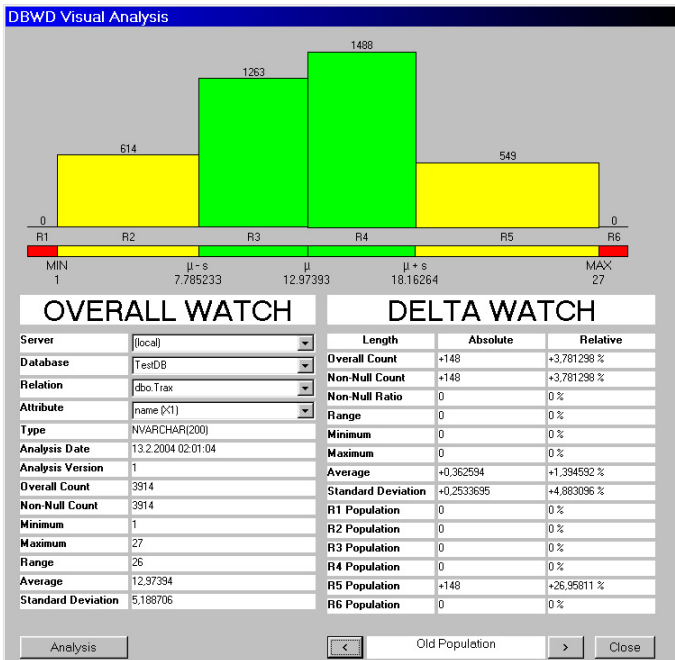 DBWD Visual Analysis
1488
1263
614
549
0
0
R1 R2 R3 R4 R5 R6
MIN μ - s μ μ + s MAX
1 7.785233 12.97393 18.16264 27
OVERALL WATCH
Server (local)
Database TestDB
Relation dbo.Trax
Attribute name (X1)
Type NVARCHAR(200)
Analysis Date 13.2.2004 02:01:04
Analysis Version 1
Overall Count 3914
Non-Null Count 3914
Minimum 1
Maximum 27
Range 26
Average 12,97394
Standard Deviation 5,188706
Analysis
DELTA WATCH
Length Absolute Relative
Overall Count +148 +3,781298 %
Non-Null Count +148 +3,781298 %
Non-Null Ratio 0 0 %
Range 0 0 %
Minimum 0 0 %
Maximum 0 0 %
Average +0,362594 +1,394592 %
Standard Deviation +0,2533695 +4,883096 %
R1 Population 0 0 %
R2 Population 0 0 %
R3 Population 0 0 %
R4 Population 0 0 %
R5 Population +148 +26,95811 %
R6 Population 0 0 %
< Old Population > Close